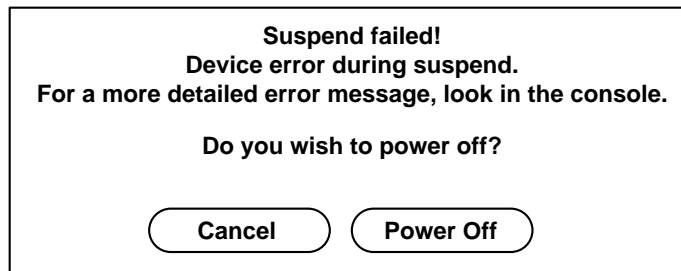 Suspend failed!
Device error during suspend.
For a more detailed error message, look in the console.
Do you wish to power off?
Cancel
Power Off